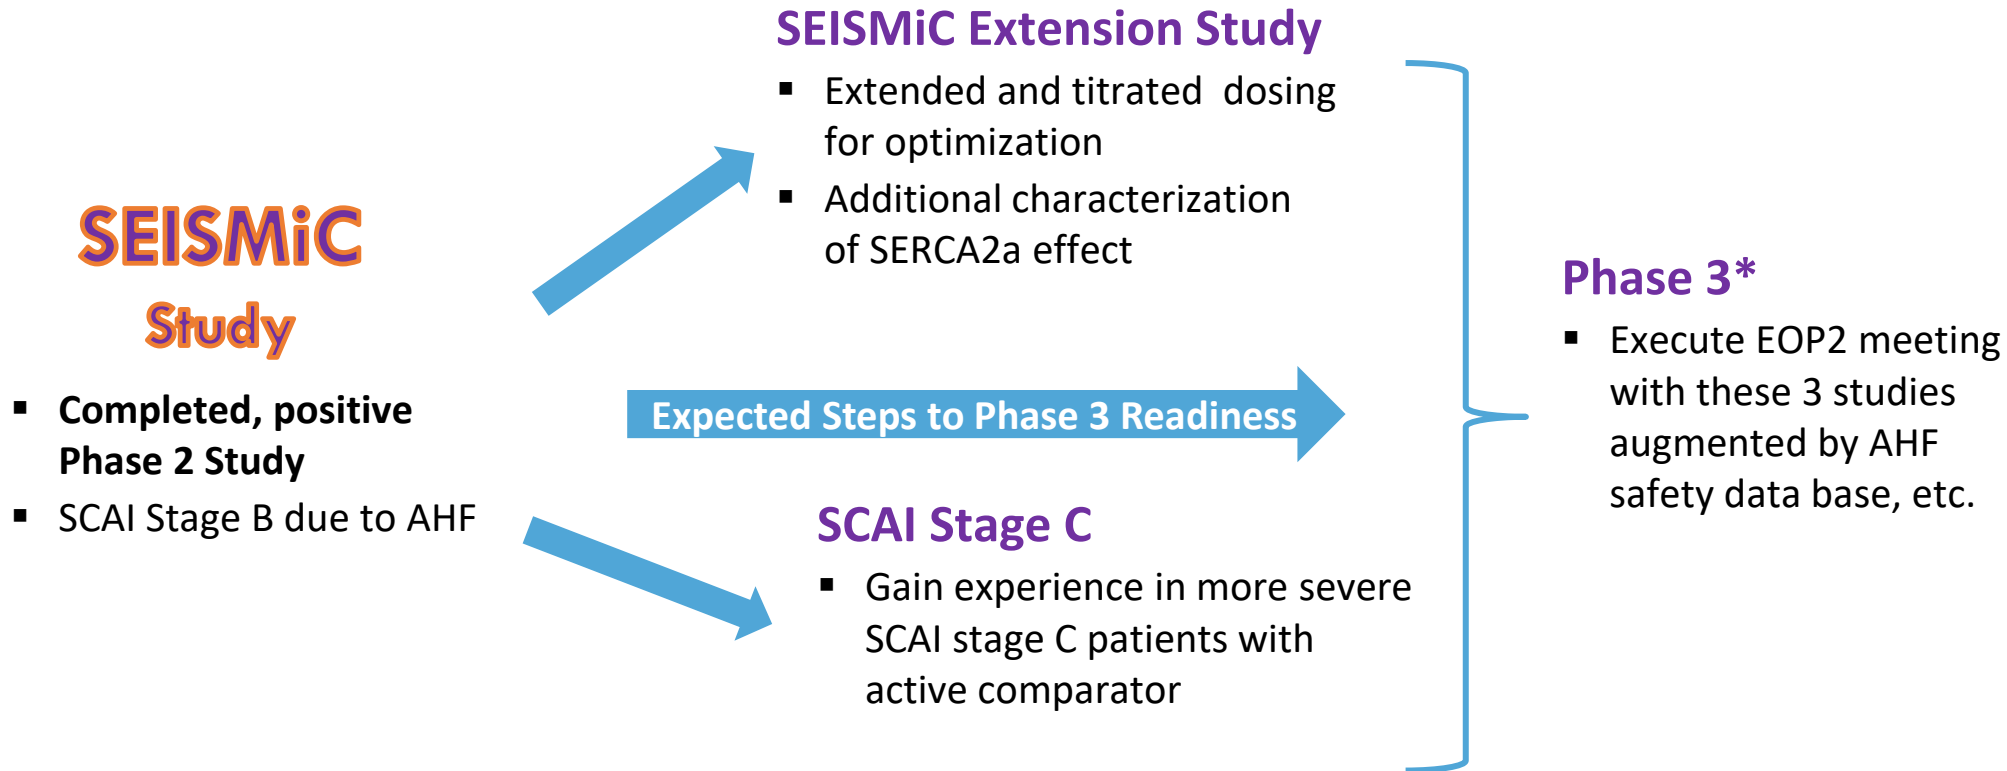 SEISMiC
Study
▪ Completed, positive
Phase 2 Study
▪ SCAI Stage B due to AHF
SEISMiC Extension Study
▪ Extended and titrated  dosing
for optimization
▪ Additional characterization
of SERCA2a effect
Expected Steps to Phase 3 Readiness
SCAI Stage C
▪ Gain experience in more severe
SCAI stage C patients with
active comparator
Phase 3*
▪ Execute EOP2 meeting
with these 3 studies
augmented by AHF
safety data base, etc.